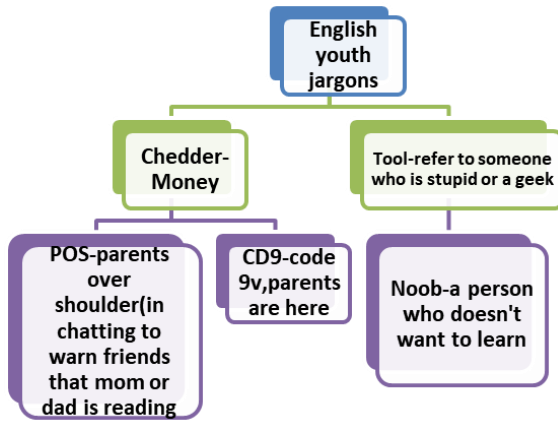 English
youth
jargons
Chedder-
Money
Tool-refer to someone
who is stupid or a geek
POS-parents
over
shoulder(in
chatting to
warn friends
that mom or
dad is reading
CD9-code
9v,parents
are here
Noob-a person
who doesn't
want to learn